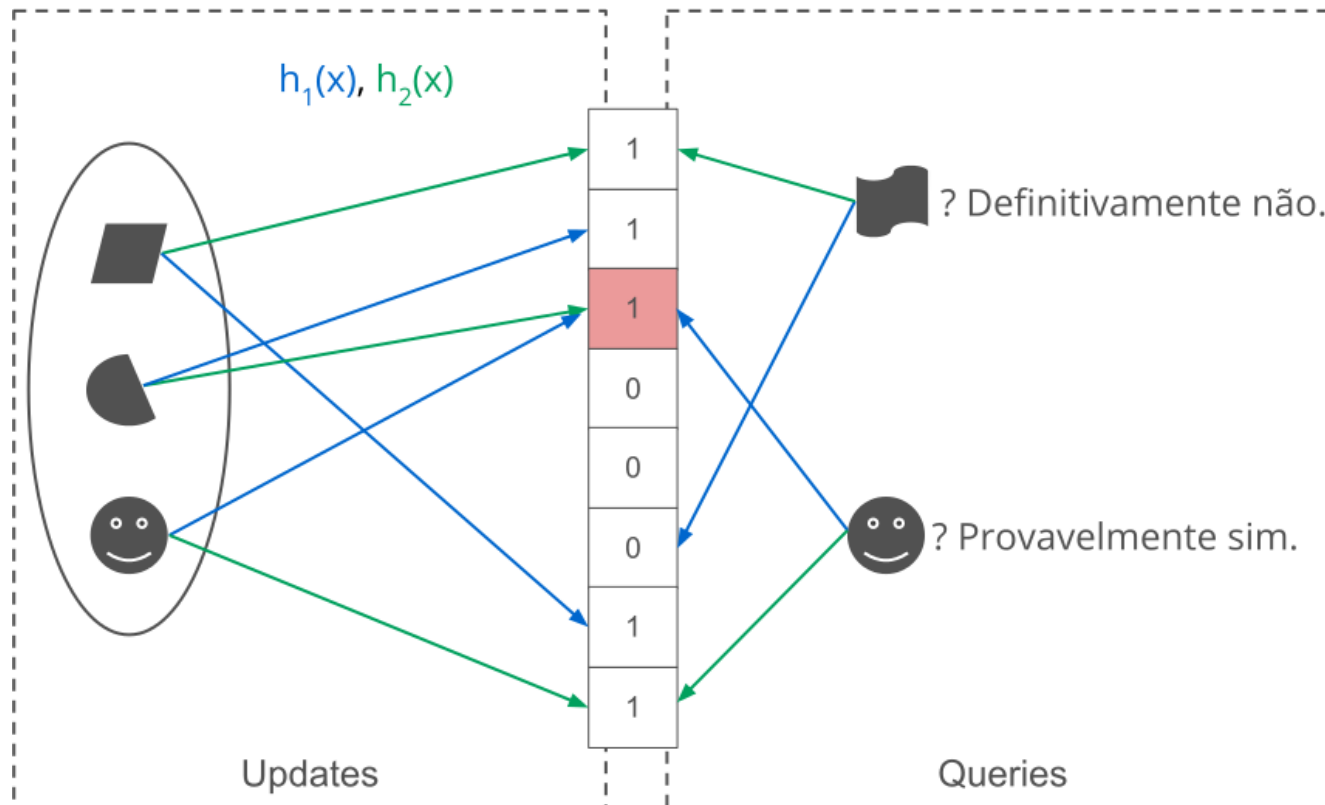 h₁(x), h₂(x)
1
1
1
0
0
0
1
1
? Definitivamente não.
? Provavelmente sim.
Updates
Queries